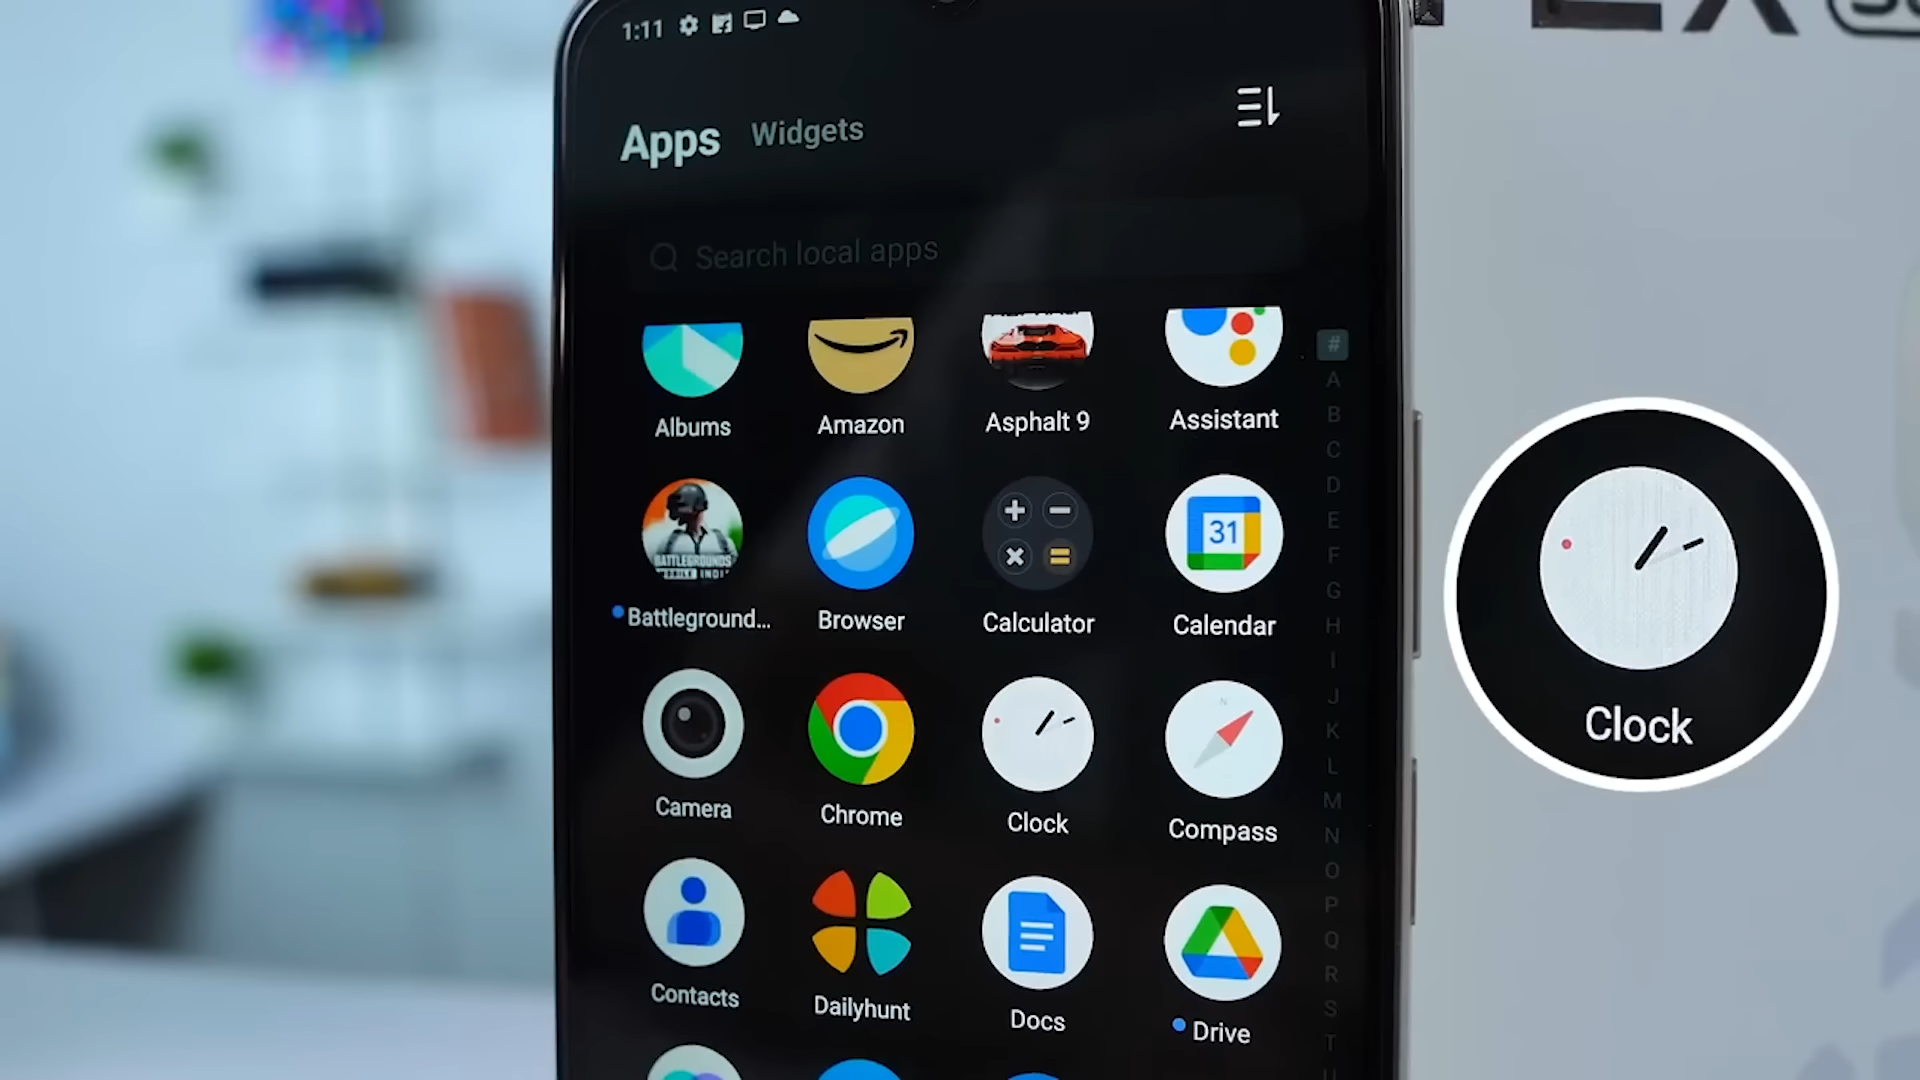 1:11
Apps Widgets
Search local apps
Albums Amazon Asphalt 9 Assistant
BATTLEGROUNDS
31
Battleground... Browser Calculator Calendar
N
Camera Chrome Clock Compass
Clock
Contacts Dailyhunt Docs Drive
#
A
B
C
D
E
F
G
H
I
J
K
L
M
N
O
P
Q
R
S
T
U